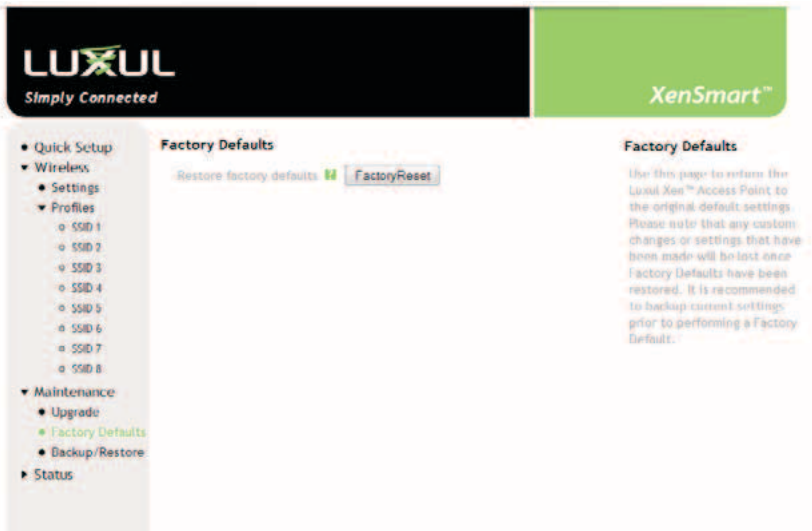 LUXUL
Simply Connected
XenSmart™
Quick Setup
Wireless
Settings
Profiles
SSID 1
SSID 2
SSID 3
SSID 4
SSID 5
SSID 6
SSID 7
SSID 8
Maintenance
Upgrade
Factory Defaults
Backup/Restore
Status
Factory Defaults
Restore factory defaults
FactoryReset
Factory Defaults
Use this page to return the
Luxul Xen™ Access Point to
the original default settings.
Please note that any custom
changes or settings that have
been made will be lost once
Factory Defaults have been
restored. It is recommended
to backup current settings
prior to performing a Factory
Default.